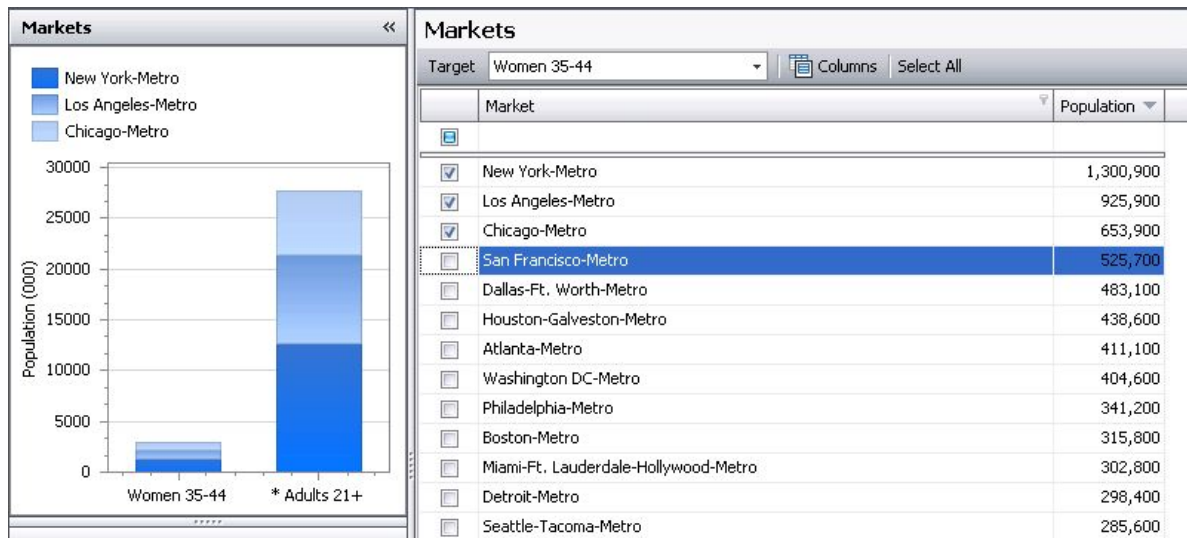 Markets «
New York-Metro
Los Angeles-Metro
Chicago-Metro
30000
25000
20000
15000
10000
5000
0
Population (000)
Women 35-44 * Adults 21+
Markets
Target Women 35-44 Columns Select All
Market Population
New York-Metro 1,300,900
Los Angeles-Metro 925,900
Chicago-Metro 653,900
San Francisco-Metro 525,700
Dallas-Ft. Worth-Metro 483,100
Houston-Galveston-Metro 438,600
Atlanta-Metro 411,100
Washington DC-Metro 404,600
Philadelphia-Metro 341,200
Boston-Metro 315,800
Miami-Ft. Lauderdale-Hollywood-Metro 302,800
Detroit-Metro 298,400
Seattle-Tacoma-Metro 285,600